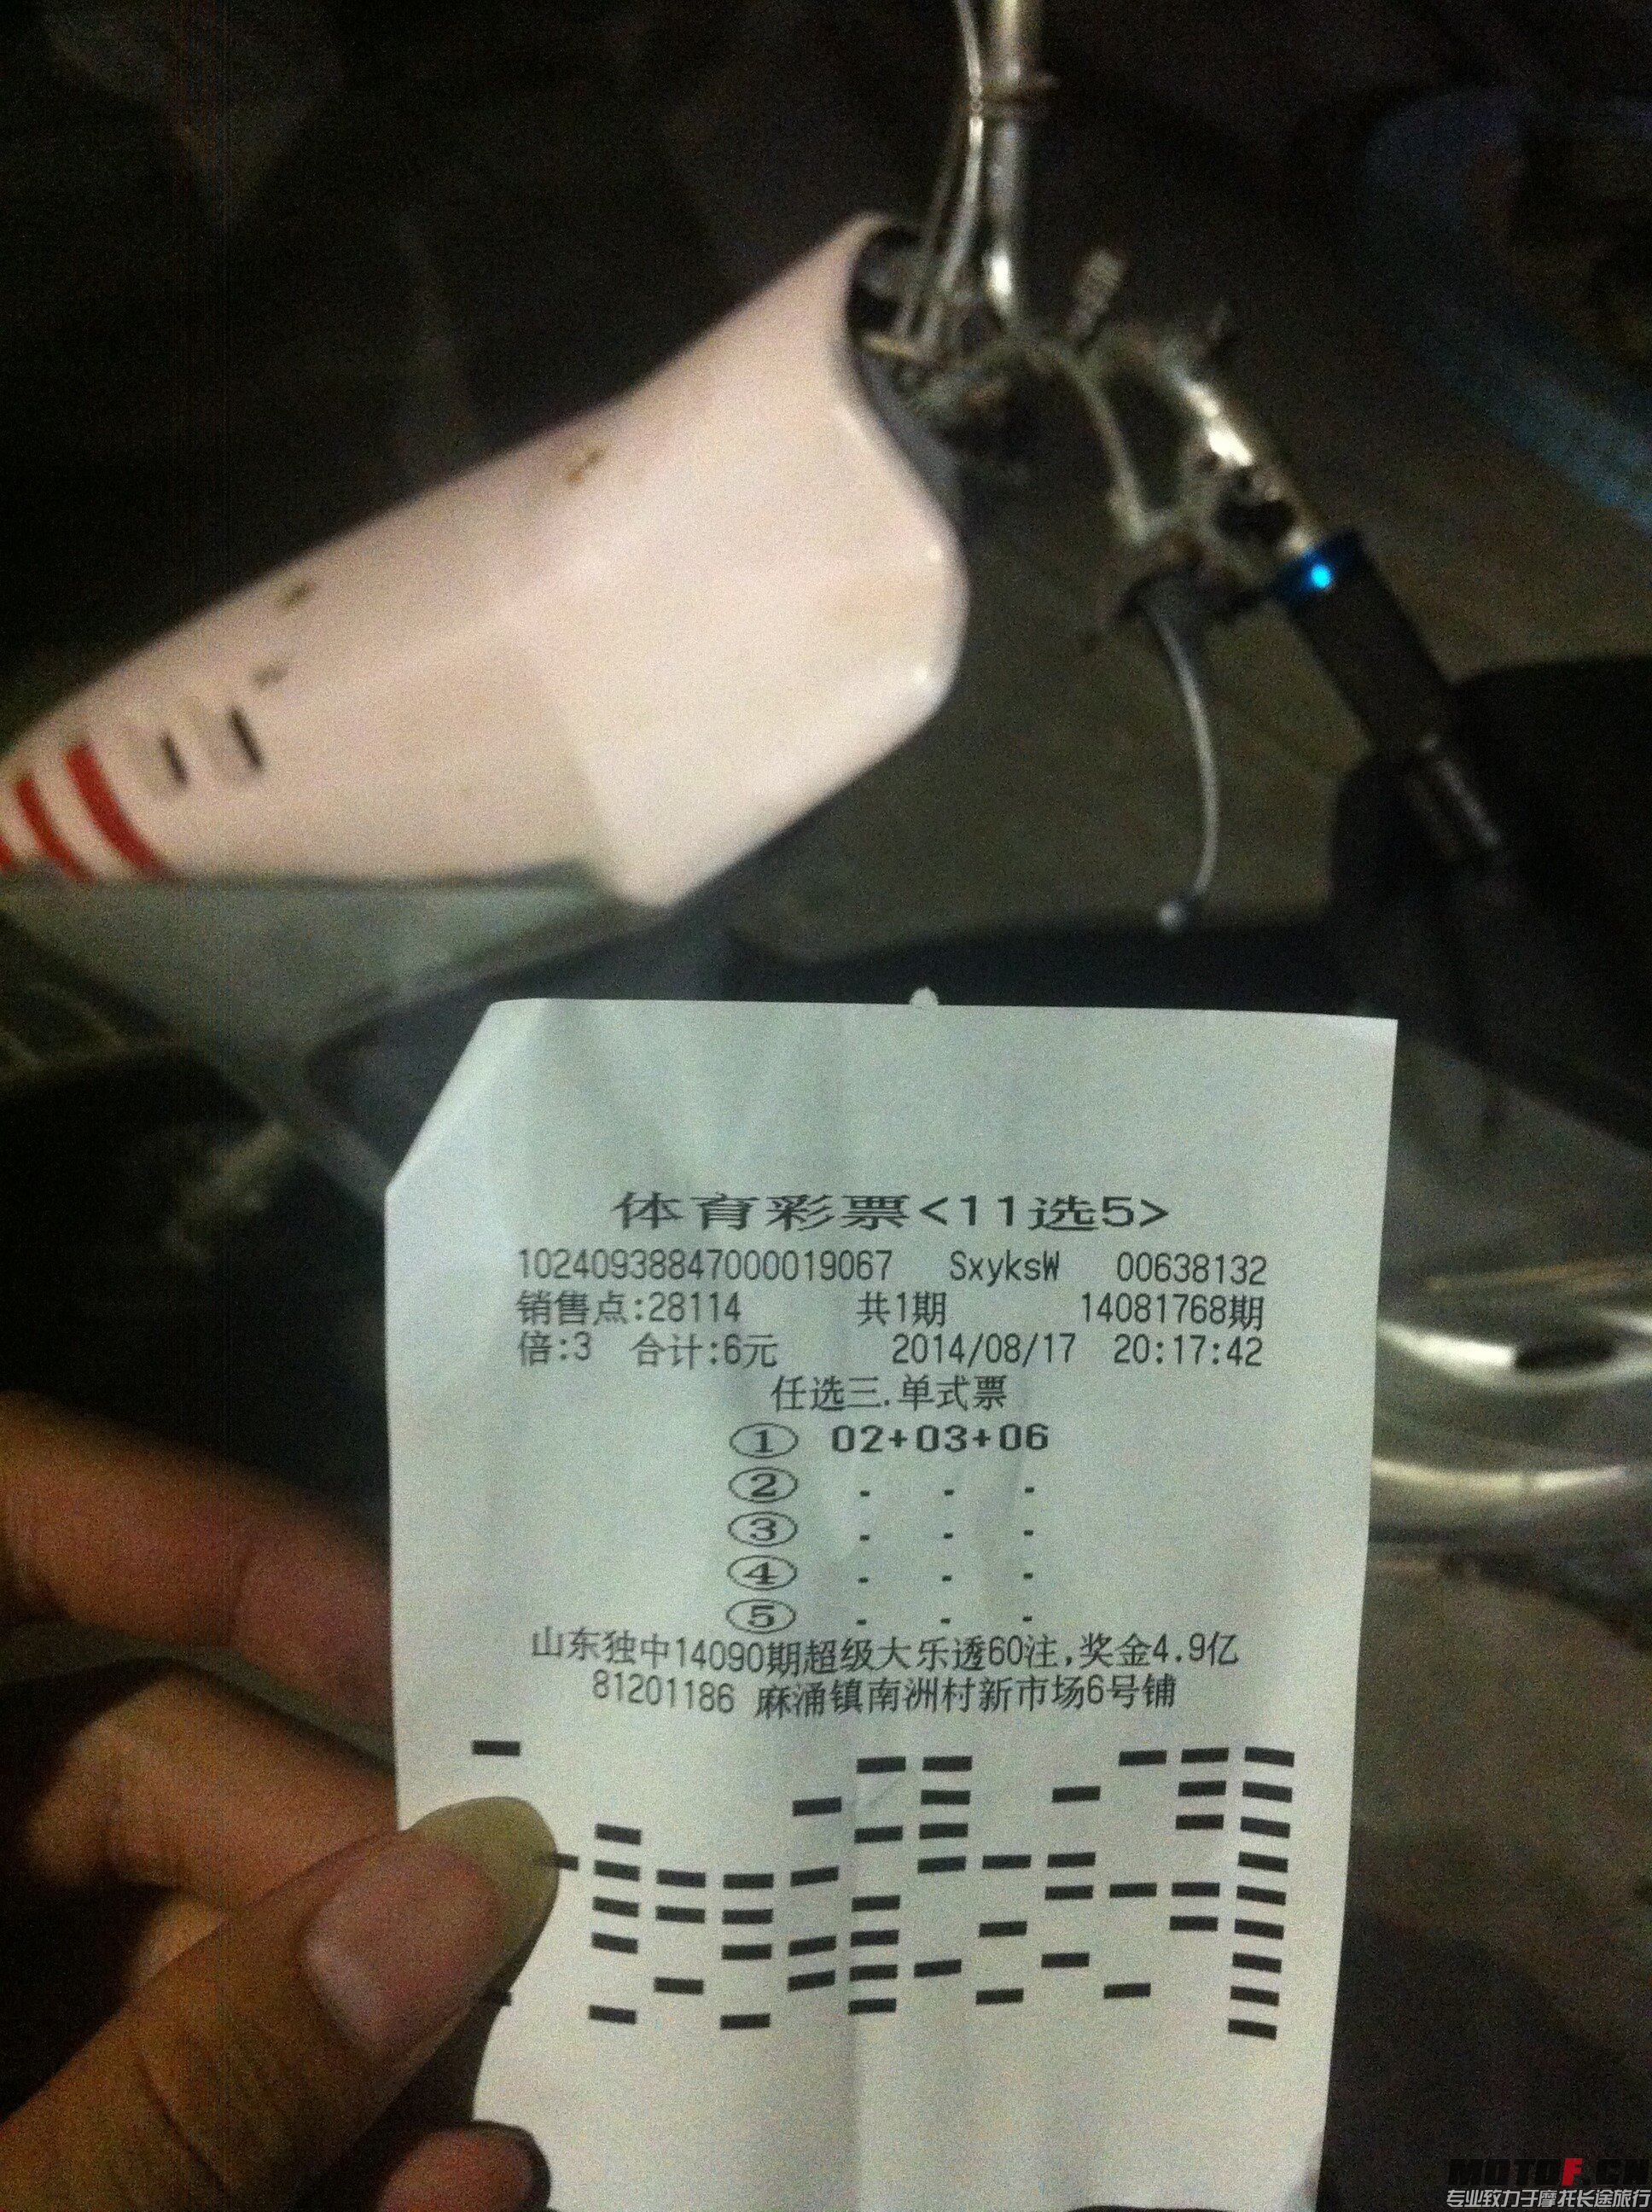 体育彩票<11选5>
10240938847000019067 SxyksW 00638132
销售点:28114 共1期 14081768期
倍:3 合计:6元 2014/08/17 20:17:42
任选三.单式票
① 02+03+06
② - - -
③ - - -
④ - - -
⑤ - - -
山东独中14090期超级大乐透60注,奖金4.9亿
81201186 麻涌镇南洲村新市场6号铺
MOTOF.CN
专业致力于摩托长途旅行